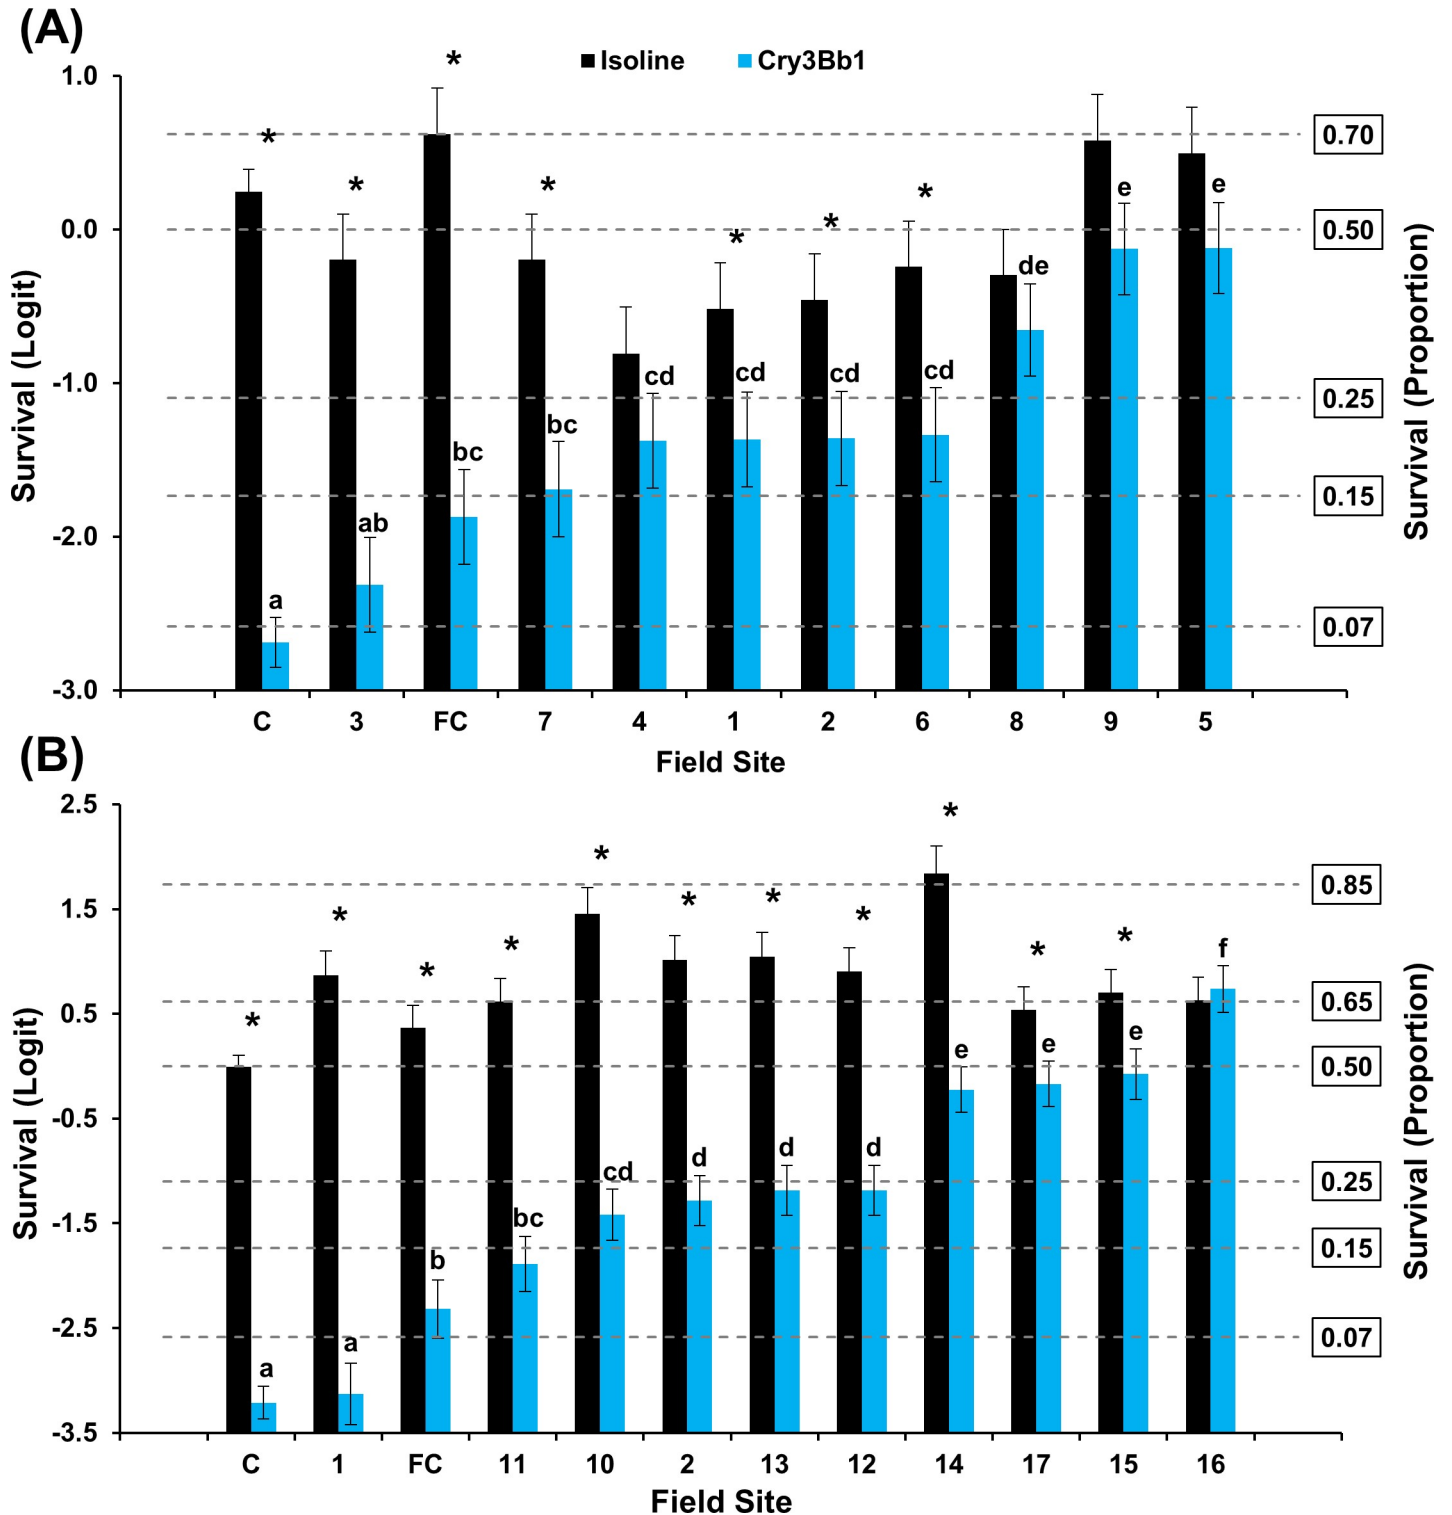 (A)
Isoline Cry3Bb1
1.0
0.0
-1.0
-2.0
-3.0
Survival (Logit)
* * * * * * *
a ab bc bc cd cd cd cd de e e
0.70
0.50
0.25
0.15
0.07
Survival (Proportion)
C 3 FC 7 4 1 2 6 8 9 5
Field Site
(B)
2.5
1.5
0.5
-0.5
-1.5
-2.5
-3.5
Survival (Logit)
* * * * * * * * * * *
a a b bc cd d d d e e e f
0.85
0.65
0.50
0.25
0.15
0.07
Survival (Proportion)
C 1 FC 11 10 2 13 12 14 17 15 16
Field Site